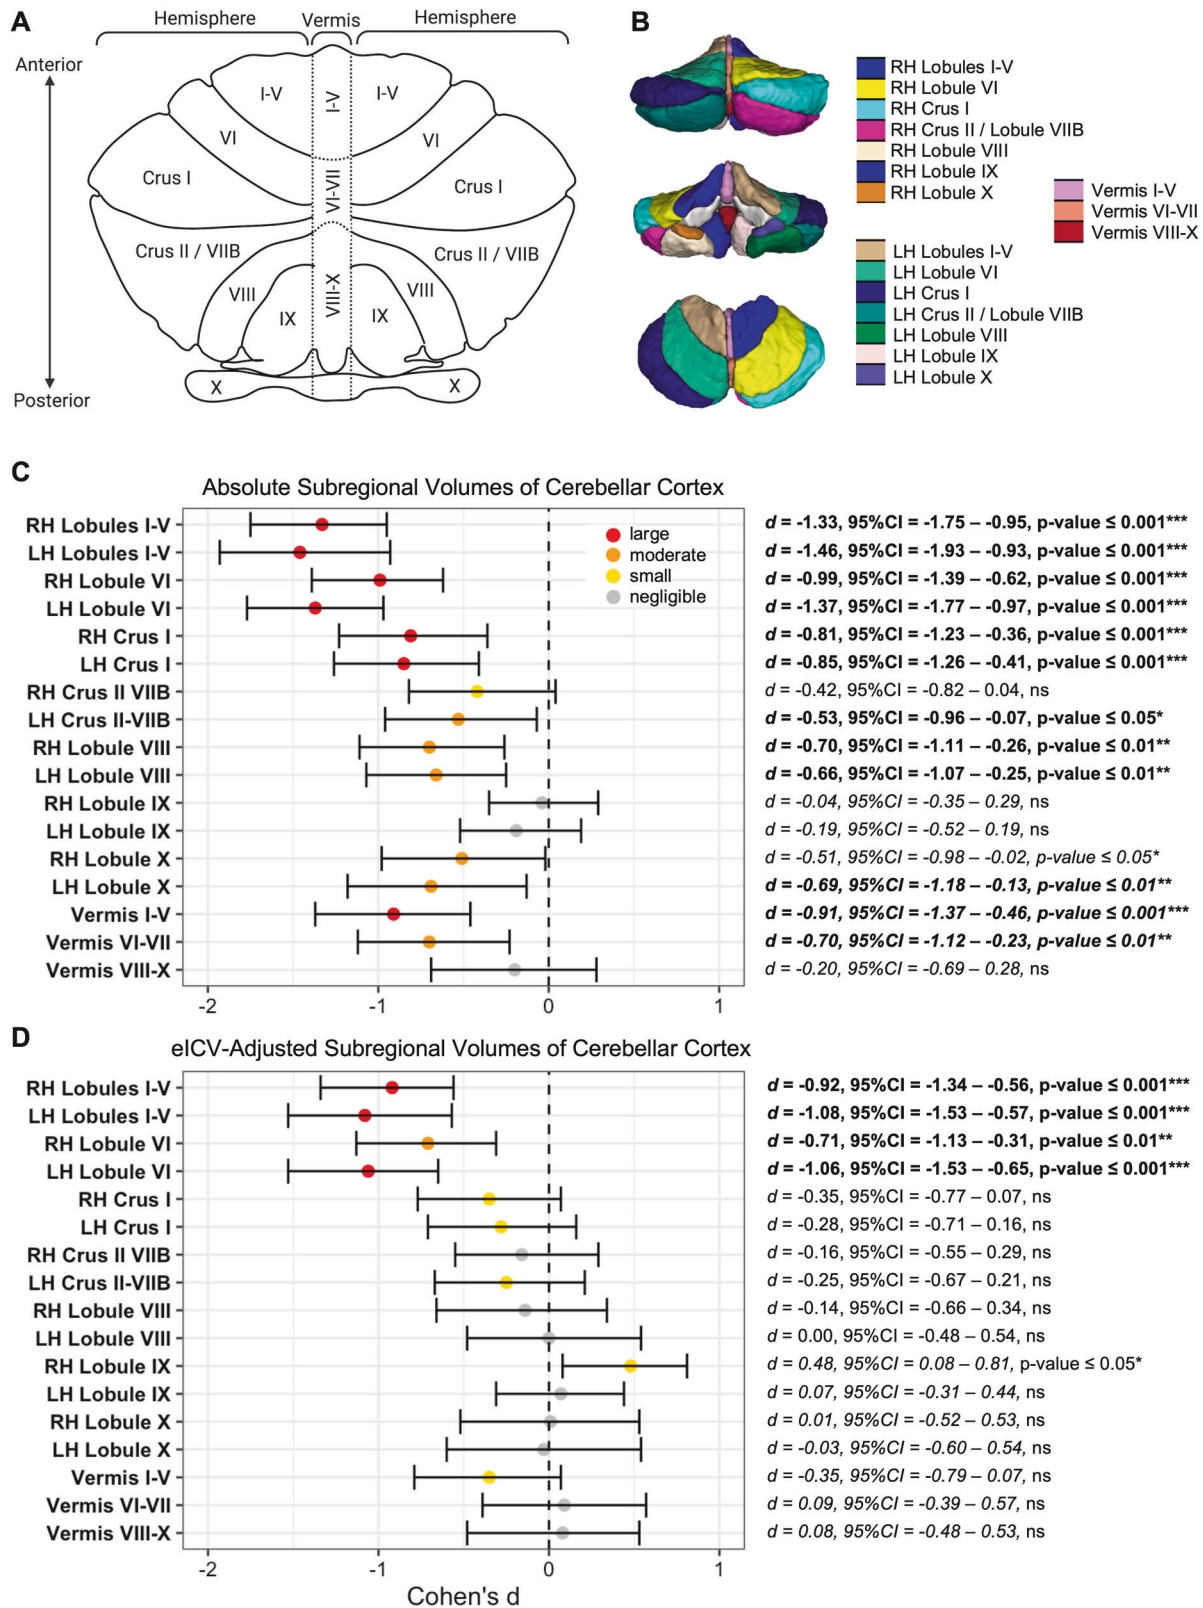 A
Hemisphere
Vermis
Hemisphere
Anterior
I-V
I-V
I-V
VI
VI
Crus I
VI-VII
Crus I
Crus II / VIIB
Crus II / VIIB
VIII
VIII-X
VIII
IX
IX
X
X
Posterior
B
RH Lobules I-V
RH Lobule VI
RH Crus I
RH Crus II / Lobule VIIB
RH Lobule VIII
RH Lobule IX
RH Lobule X
Vermis I-V
Vermis VI-VII
Vermis VIII-X
LH Lobules I-V
LH Lobule VI
LH Crus I
LH Crus II / Lobule VIIB
LH Lobule VIII
LH Lobule IX
LH Lobule X
C
Absolute Subregional Volumes of Cerebellar Cortex
large
moderate
small
negligible
RH Lobules I-V d = -1.33, 95%CI = -1.75 – -0.95, p-value ≤ 0.001***
LH Lobules I-V d = -1.46, 95%CI = -1.93 – -0.93, p-value ≤ 0.001***
RH Lobule VI d = -0.99, 95%CI = -1.39 – -0.62, p-value ≤ 0.001***
LH Lobule VI d = -1.37, 95%CI = -1.77 – -0.97, p-value ≤ 0.001***
RH Crus I d = -0.81, 95%CI = -1.23 – -0.36, p-value ≤ 0.001***
LH Crus I d = -0.85, 95%CI = -1.26 – -0.41, p-value ≤ 0.001***
RH Crus II VIIB d = -0.42, 95%CI = -0.82 – 0.04, ns
LH Crus II-VIIB d = -0.53, 95%CI = -0.96 – -0.07, p-value ≤ 0.05*
RH Lobule VIII d = -0.70, 95%CI = -1.11 – -0.26, p-value ≤ 0.01**
LH Lobule VIII d = -0.66, 95%CI = -1.07 – -0.25, p-value ≤ 0.01**
RH Lobule IX d = -0.04, 95%CI = -0.35 – 0.29, ns
LH Lobule IX d = -0.19, 95%CI = -0.52 – 0.19, ns
RH Lobule X d = -0.51, 95%CI = -0.98 – -0.02, p-value ≤ 0.05*
LH Lobule X d = -0.69, 95%CI = -1.18 – -0.13, p-value ≤ 0.01**
Vermis I-V d = -0.91, 95%CI = -1.37 – -0.46, p-value ≤ 0.001***
Vermis VI-VII d = -0.70, 95%CI = -1.12 – -0.23, p-value ≤ 0.01**
Vermis VIII-X d = -0.20, 95%CI = -0.69 – 0.28, ns
-2 -1 0 1
D
eICV-Adjusted Subregional Volumes of Cerebellar Cortex
RH Lobules I-V d = -0.92, 95%CI = -1.34 – -0.56, p-value ≤ 0.001***
LH Lobules I-V d = -1.08, 95%CI = -1.53 – -0.57, p-value ≤ 0.001***
RH Lobule VI d = -0.71, 95%CI = -1.13 – -0.31, p-value ≤ 0.01**
LH Lobule VI d = -1.06, 95%CI = -1.53 – -0.65, p-value ≤ 0.001***
RH Crus I d = -0.35, 95%CI = -0.77 – 0.07, ns
LH Crus I d = -0.28, 95%CI = -0.71 – 0.16, ns
RH Crus II VIIB d = -0.16, 95%CI = -0.55 – 0.29, ns
LH Crus II-VIIB d = -0.25, 95%CI = -0.67 – 0.21, ns
RH Lobule VIII d = -0.14, 95%CI = -0.66 – 0.34, ns
LH Lobule VIII d = 0.00, 95%CI = -0.48 – 0.54, ns
RH Lobule IX d = 0.48, 95%CI = 0.08 – 0.81, p-value ≤ 0.05*
LH Lobule IX d = 0.07, 95%CI = -0.31 – 0.44, ns
RH Lobule X d = 0.01, 95%CI = -0.52 – 0.53, ns
LH Lobule X d = -0.03, 95%CI = -0.60 – 0.54, ns
Vermis I-V d = -0.35, 95%CI = -0.79 – 0.07, ns
Vermis VI-VII d = 0.09, 95%CI = -0.39 – 0.57, ns
Vermis VIII-X d = 0.08, 95%CI = -0.48 – 0.53, ns
-2 -1 0 1
Cohen's d